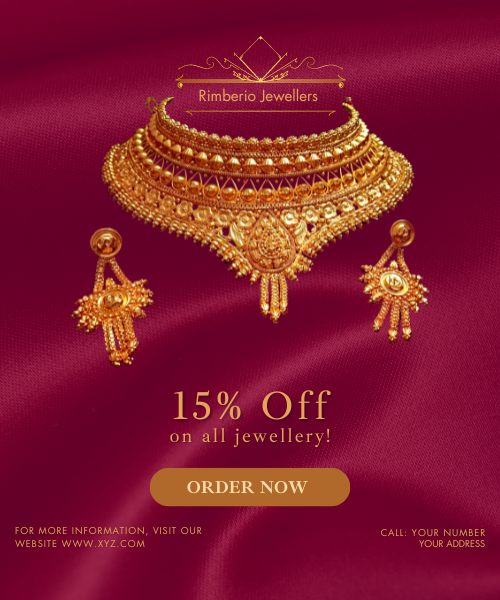 Rimberio Jewellers
15% Off
on all jewellery!
ORDER NOW
FOR MORE INFORMATION, VISIT OUR
WEBSITE WWW.XYZ.COM
CALL: YOUR NUMBER
YOUR ADDRESS